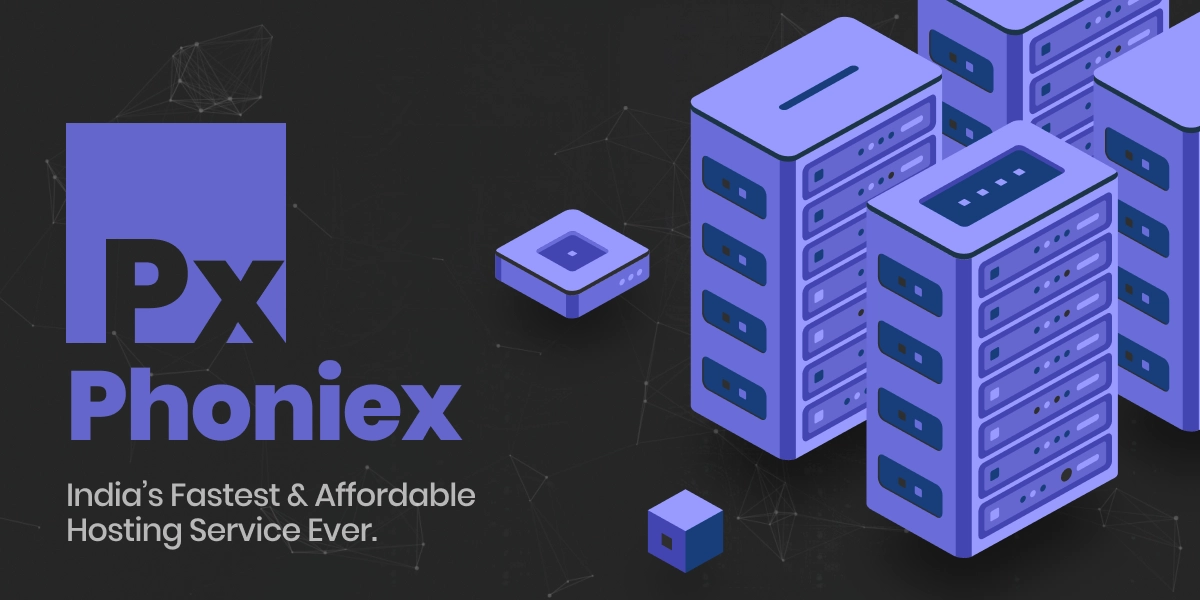 Px
Phoniex
India’s Fastest & Affordable
Hosting Service Ever.